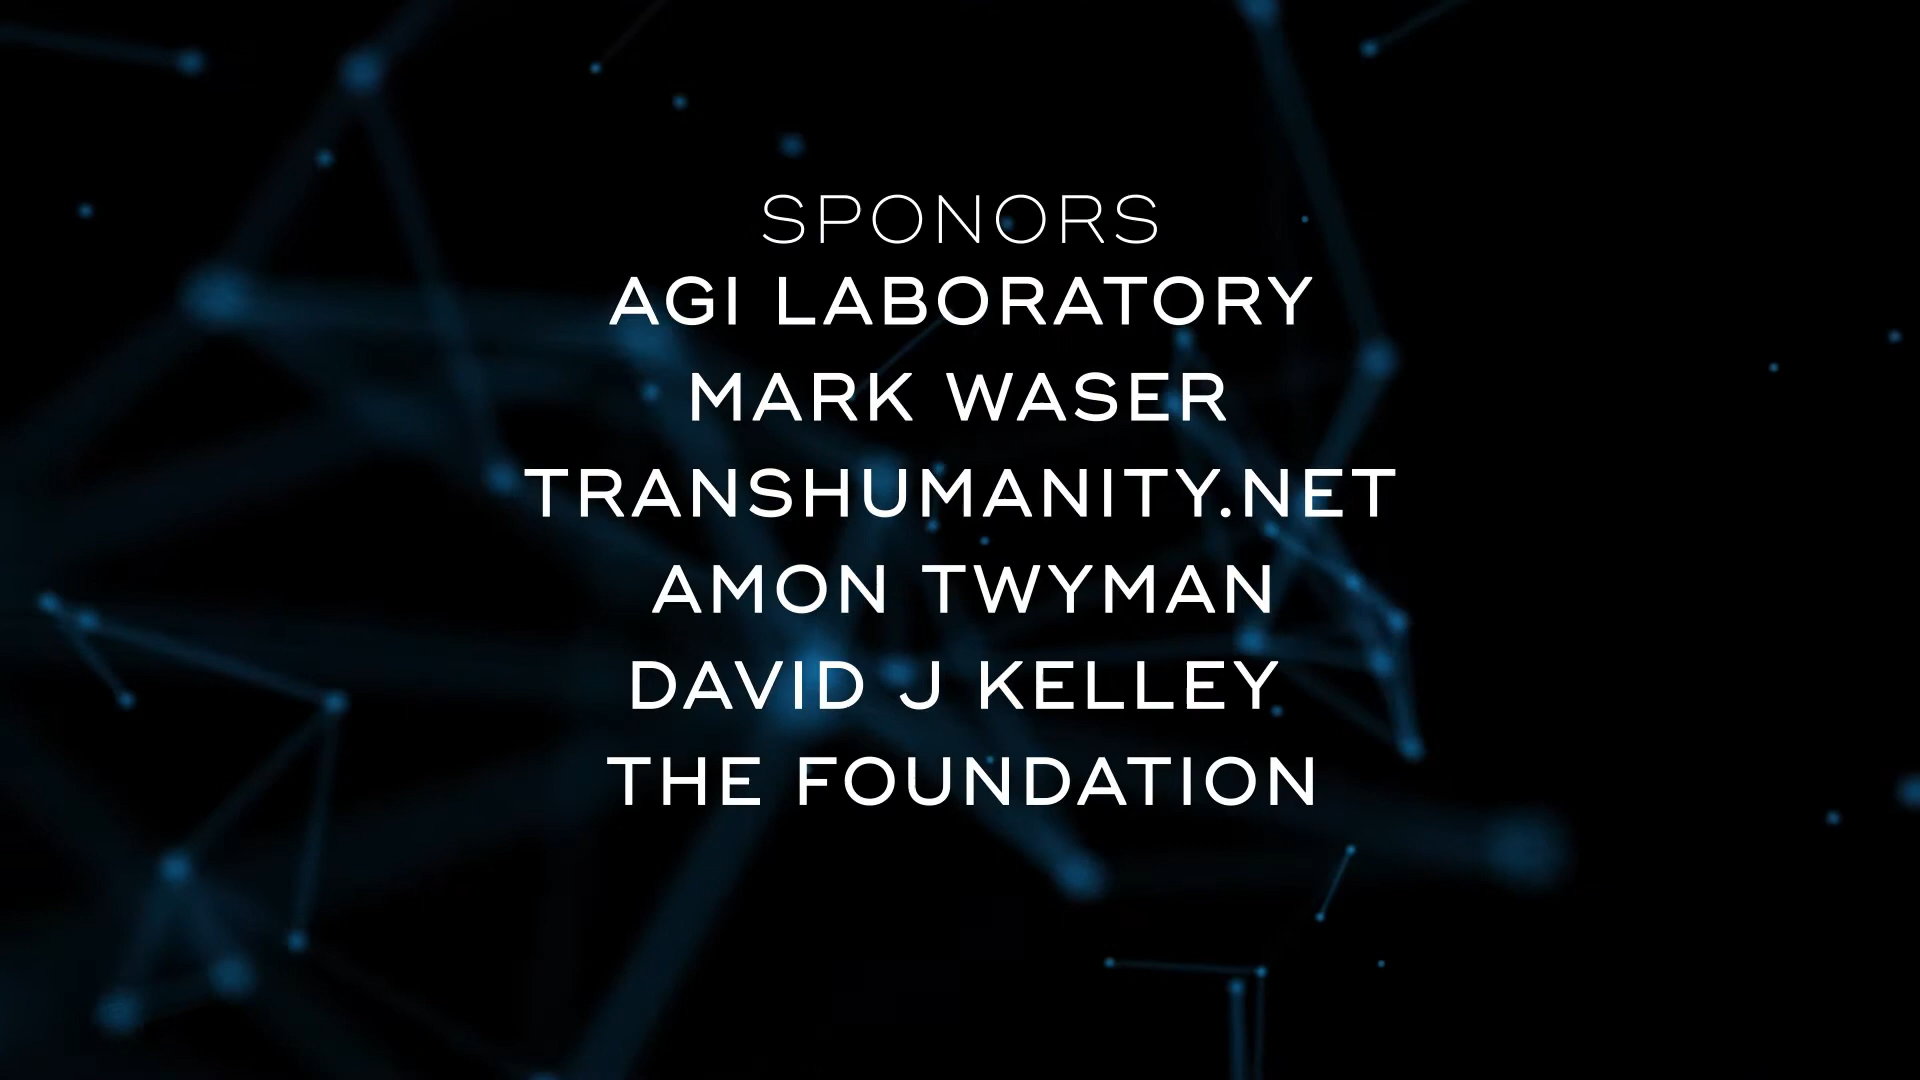 SPONORS
AGI LABORATORY
MARK WASER
TRANSHUMANITY.NET
AMON TWYMAN
DAVID J KELLEY
THE FOUNDATION